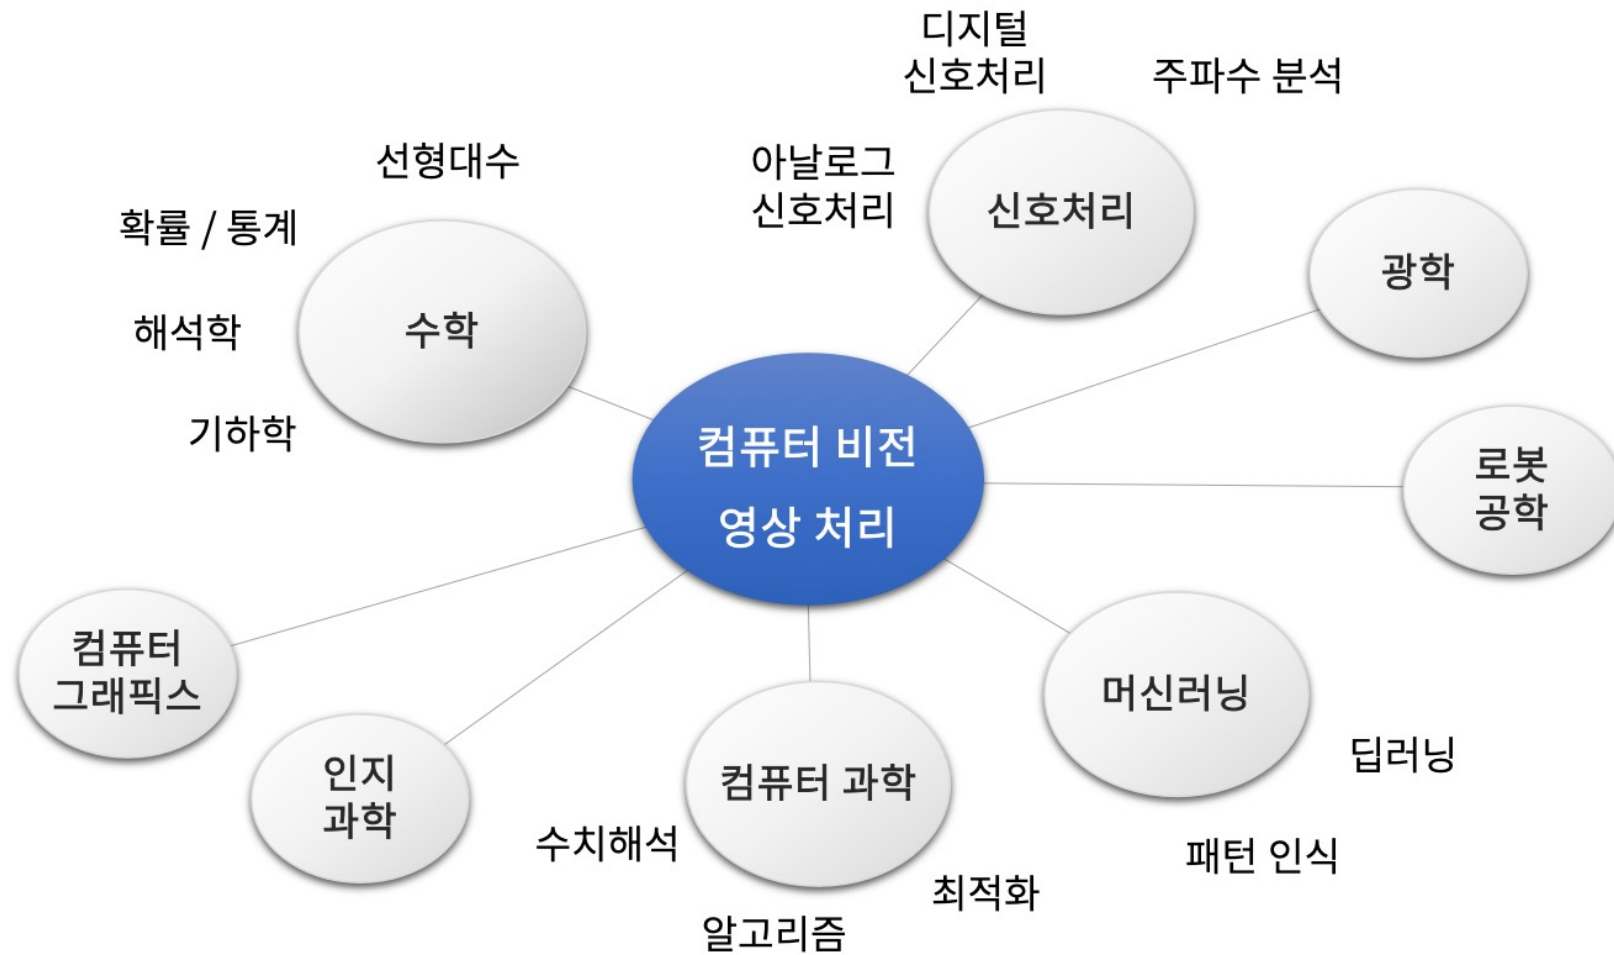 디지털
신호처리
주파수 분석
선형대수
아날로그
신호처리
신호처리
확률 / 통계
광학
해석학
수학
기하학
컴퓨터 비전
영상 처리
로봇
공학
컴퓨터
그래픽스
머신러닝
인지
과학
컴퓨터 과학
딥러닝
수치해석
패턴 인식
최적화
알고리즘